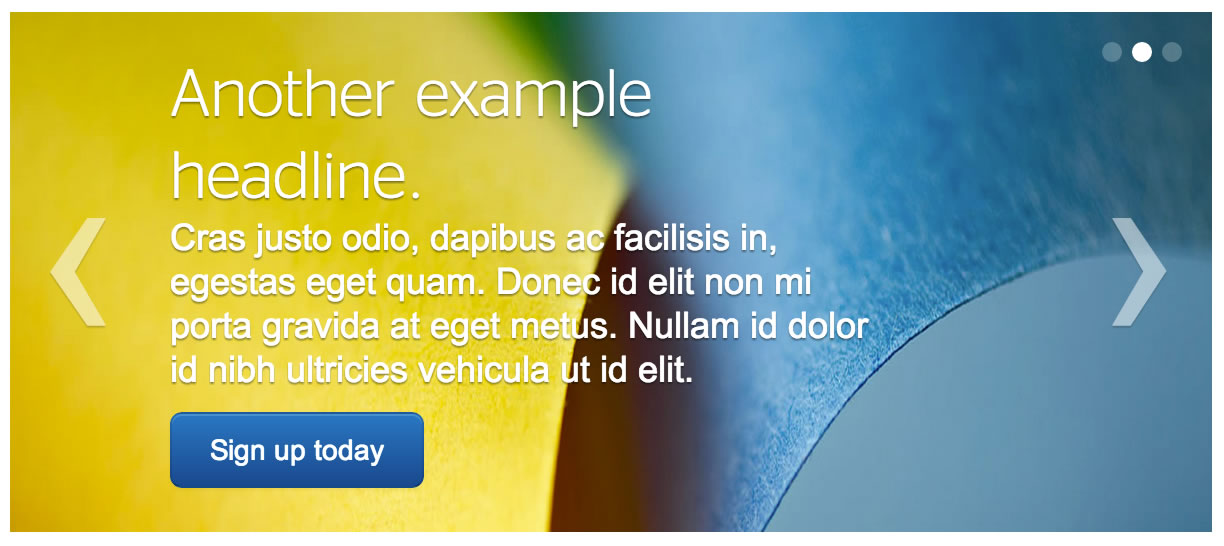 Another example
headline.
Cras justo odio, dapibus ac facilisis in,
egestas eget quam. Donec id elit non mi
porta gravida at eget metus. Nullam id dolor
id nibh ultricies vehicula ut id elit.
Sign up today